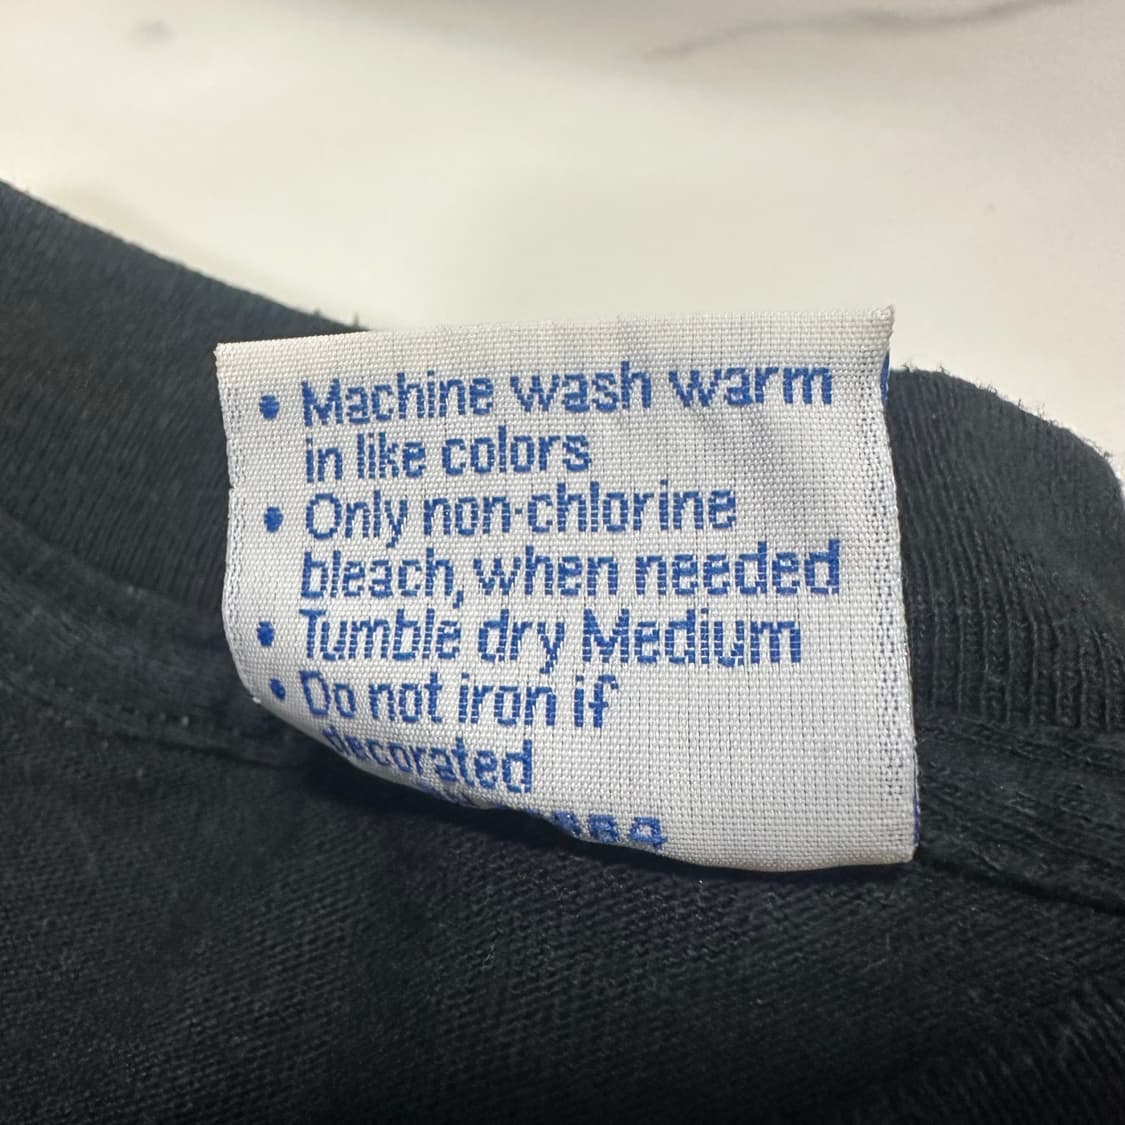 • Machine wash warm
in like colors
• Only non-chlorine
bleach, when needed
• Tumble dry Medium
• Do not iron if
decorated